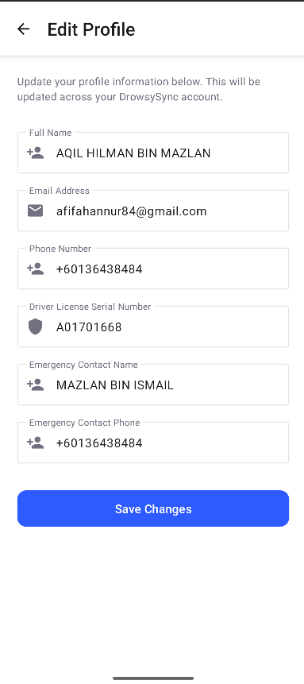 Edit Profile
Update your profile information below. This will be
updated across your DrowsySync account.
Full Name
AQIL HILMAN BIN MAZLAN
Email Address
afifahannur84@gmail.com
Phone Number
+60136438484
Driver License Serial Number
A01701668
Emergency Contact Name
MAZLAN BIN ISMAIL
Emergency Contact Phone
+60136438484
Save Changes